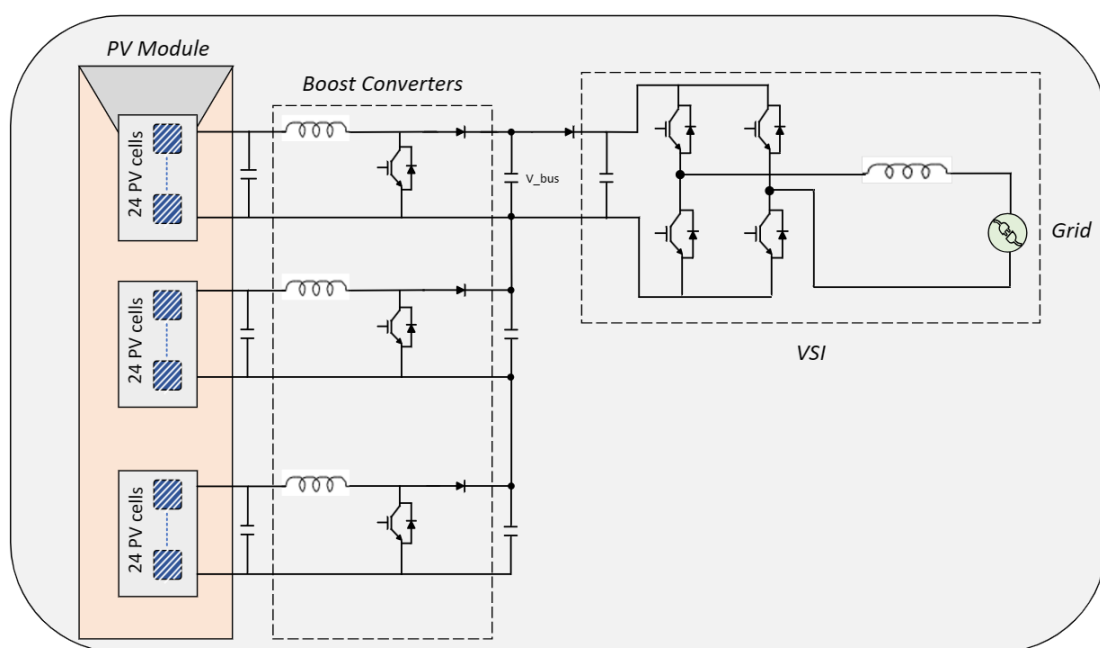 PV Module
Boost Converters
24 PV cells
V_bus
Grid
24 PV cells
VSI
24 PV cells